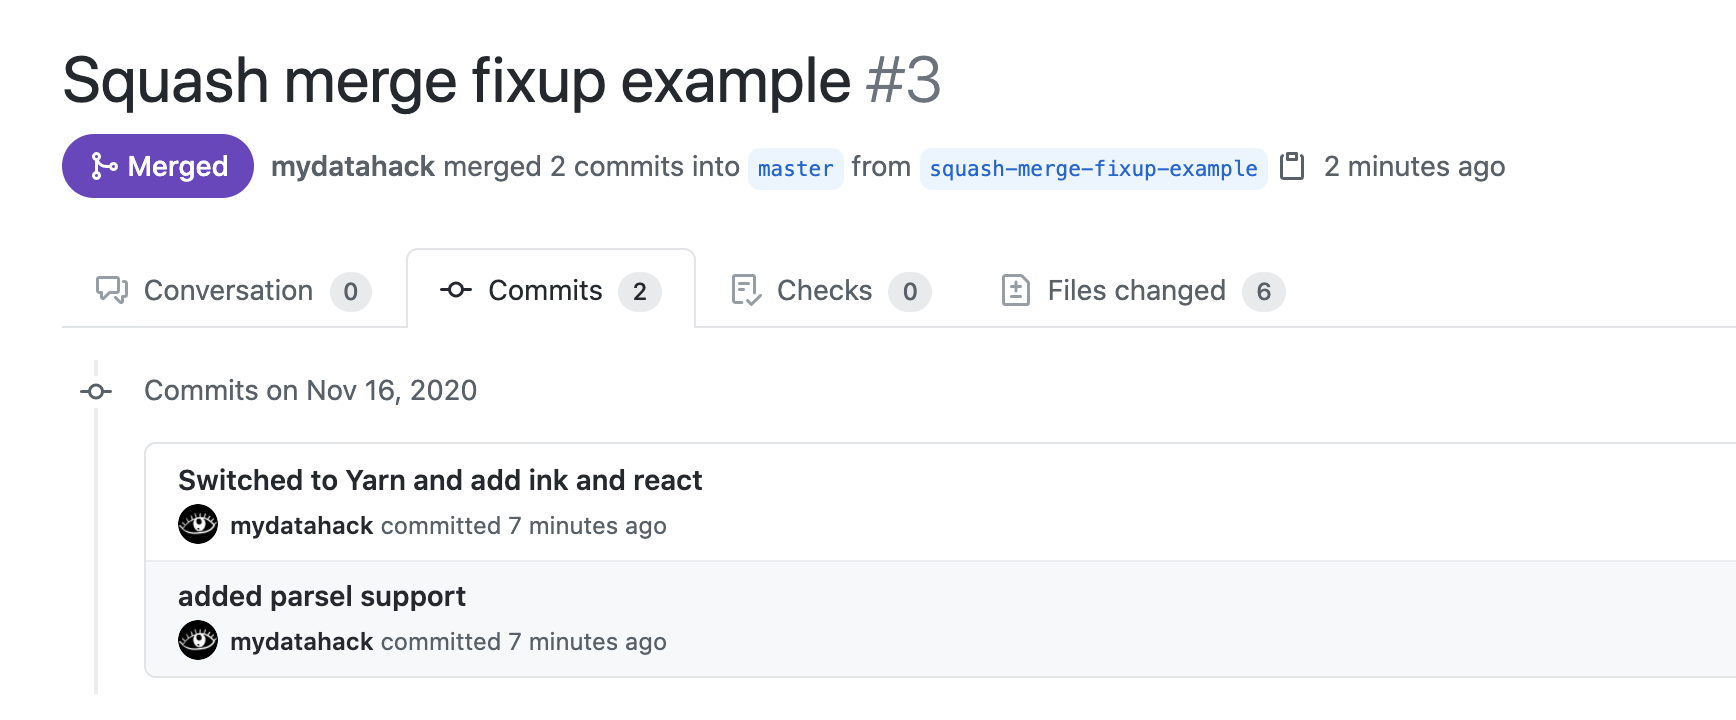 Squash merge fixup example #3
Merged mydatahack merged 2 commits into master from squash-merge-fixup-example 2 minutes ago
Conversation 0 Commits 2 Checks 0 Files changed 6
Commits on Nov 16, 2020
Switched to Yarn and add ink and react
mydatahack committed 7 minutes ago
added parsel support
mydatahack committed 7 minutes ago